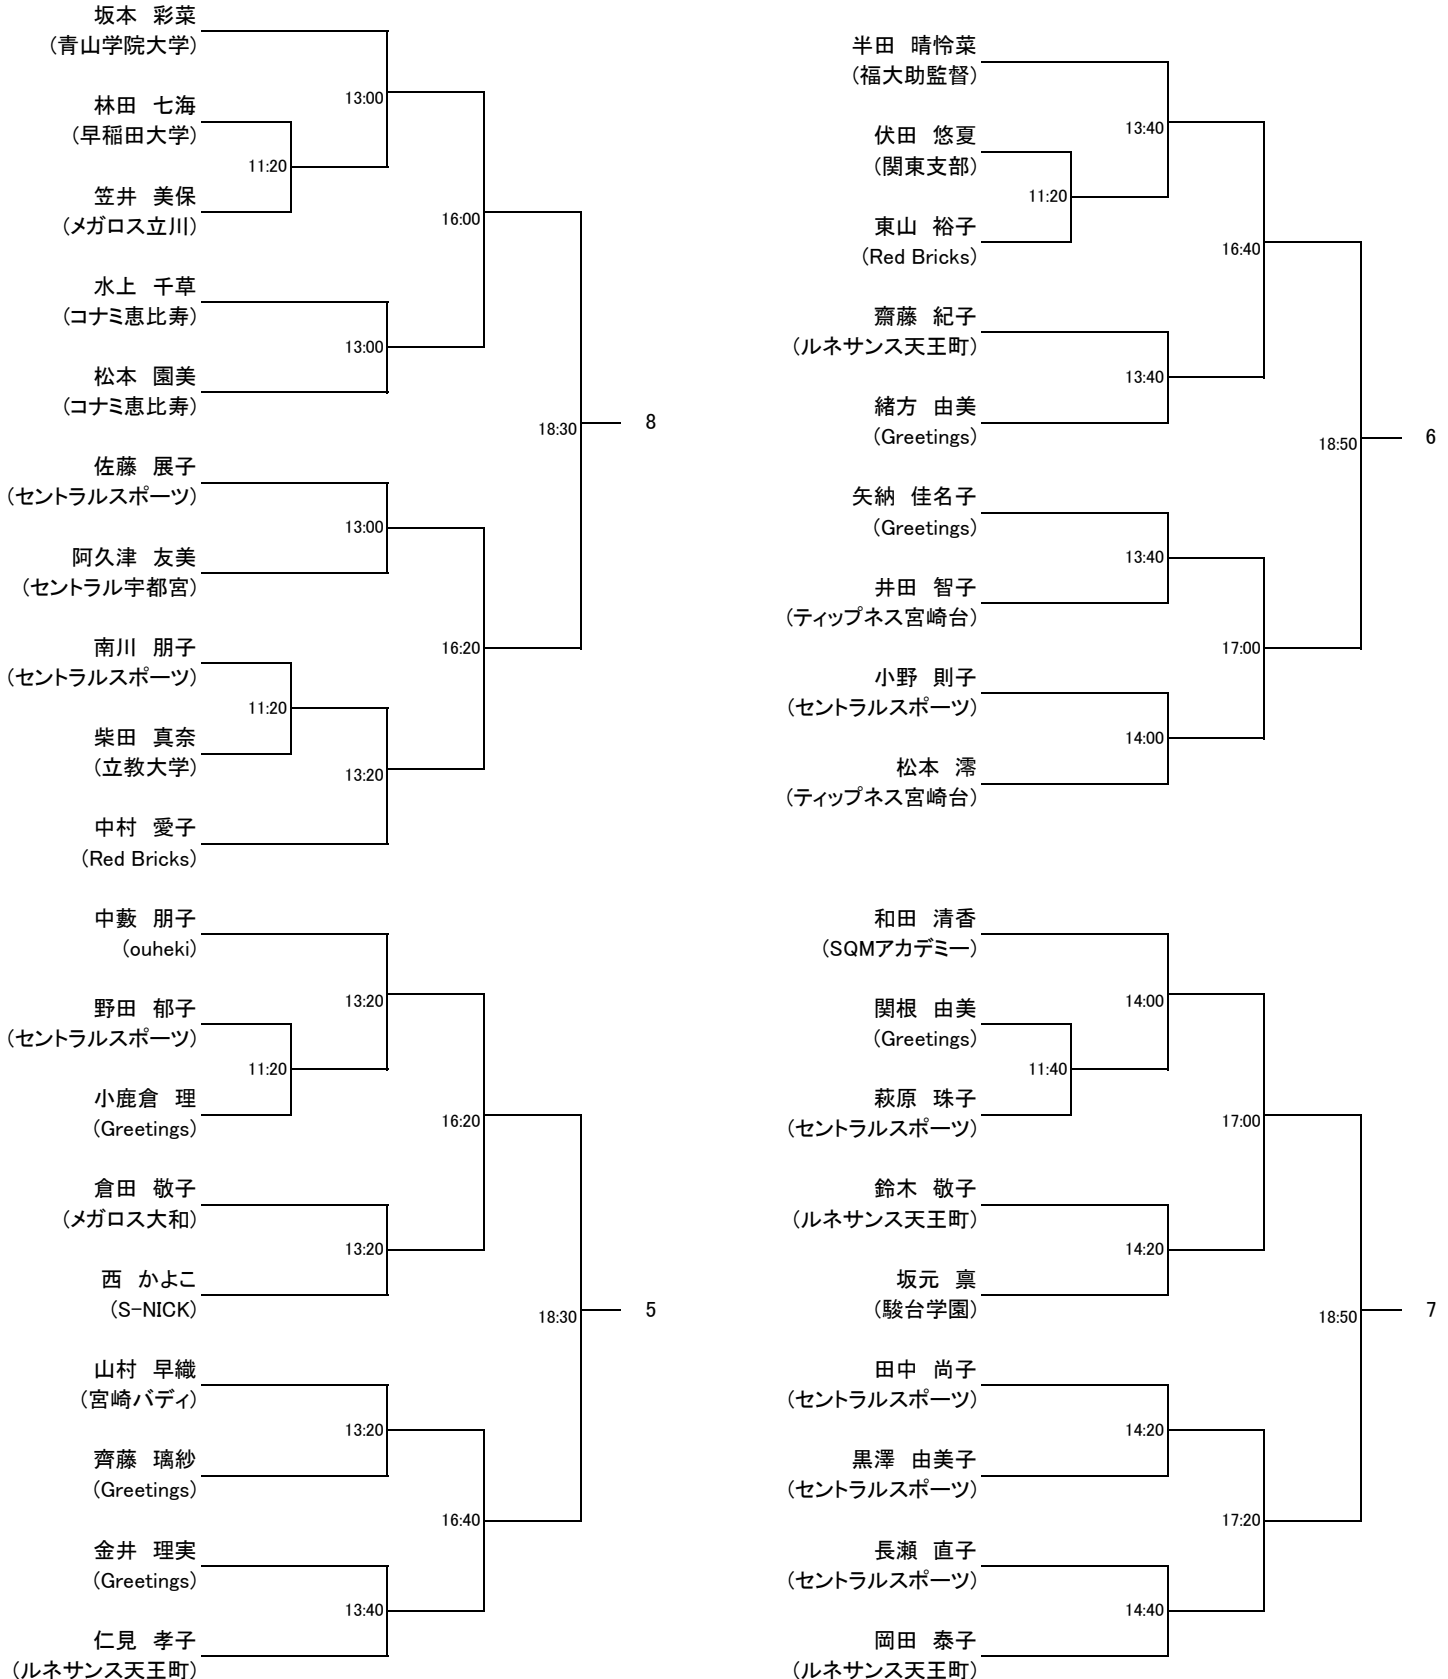 坂本　彩菜
(青山学院大学)
13:00
林田　七海
(早稲田大学)
11:20
笠井　美保
(メガロス立川)
16:00
水上　千草
(コナミ恵比寿)
13:00
松本　園美
(コナミ恵比寿)
18:30
8
佐藤　展子
(セントラルスポーツ)
13:00
阿久津　友美
(セントラル宇都宮)
南川　朋子
(セントラルスポーツ)
16:20
11:20
柴田　真奈
(立教大学)
13:20
中村　愛子
(Red Bricks)
半田　晴怜菜
(福大助監督)
13:40
伏田　悠夏
(関東支部)
11:20
東山　裕子
(Red Bricks)
16:40
齋藤　紀子
(ルネサンス天王町)
13:40
緒方　由美
(Greetings)
18:50
6
矢納　佳名子
(Greetings)
13:40
井田　智子
(ティップネス宮崎台)
17:00
小野　則子
(セントラルスポーツ)
14:00
松本　澪
(ティップネス宮崎台)
中藪　朋子
(ouheki)
13:20
野田　郁子
(セントラルスポーツ)
11:20
小鹿倉　理
(Greetings)
16:20
倉田　敬子
(メガロス大和)
13:20
西　かよこ
(S-NICK)
18:30
5
山村　早織
(宮崎バディ)
13:20
齊藤　璃紗
(Greetings)
16:40
金井　理実
(Greetings)
13:40
仁見　孝子
(ルネサンス天王町)
和田　清香
(SQMアカデミー)
14:00
関根　由美
(Greetings)
11:40
萩原　珠子
(セントラルスポーツ)
17:00
鈴木　敬子
(ルネサンス天王町)
14:20
坂元　禀
(駿台学園)
18:50
7
田中　尚子
(セントラルスポーツ)
14:20
黒澤　由美子
(セントラルスポーツ)
17:20
長瀬　直子
(セントラルスポーツ)
14:40
岡田　泰子
(ルネサンス天王町)